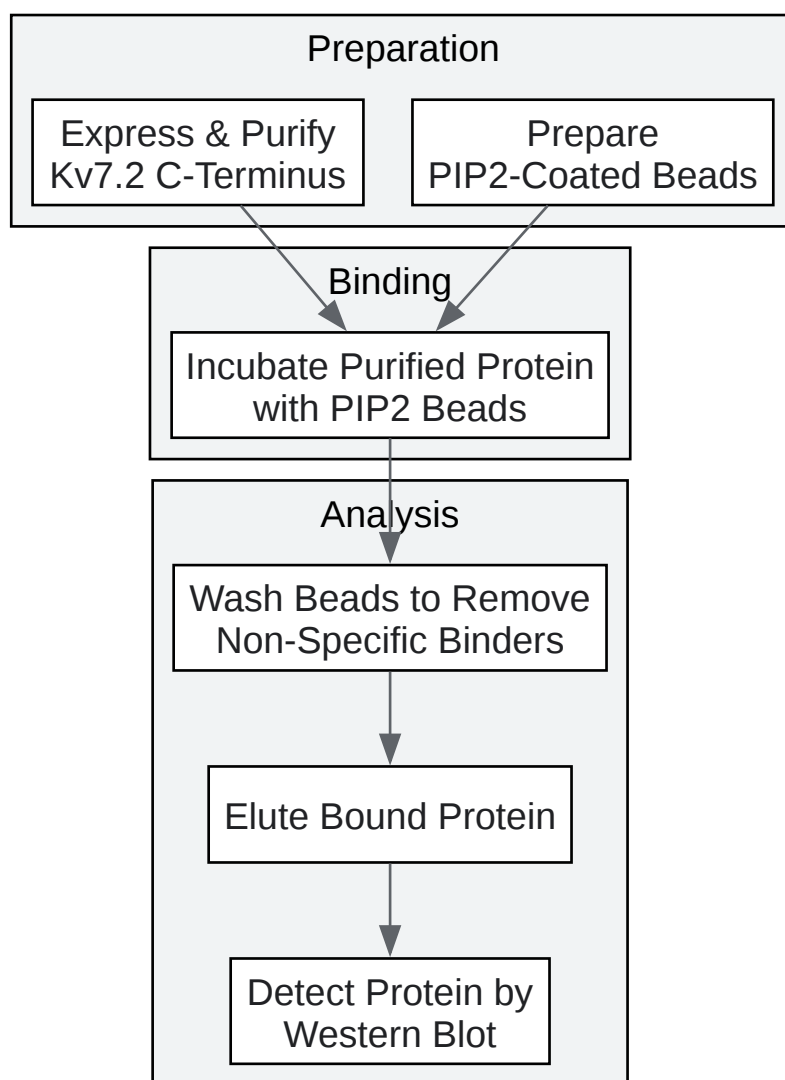 Preparation
Express & Purify
Kv7.2 C-Terminus
Prepare
PIP2-Coated Beads
Binding
Incubate Purified Protein
with PIP2 Beads
Analysis
Wash Beads to Remove
Non-Specific Binders
Elute Bound Protein
Detect Protein by
Western Blot